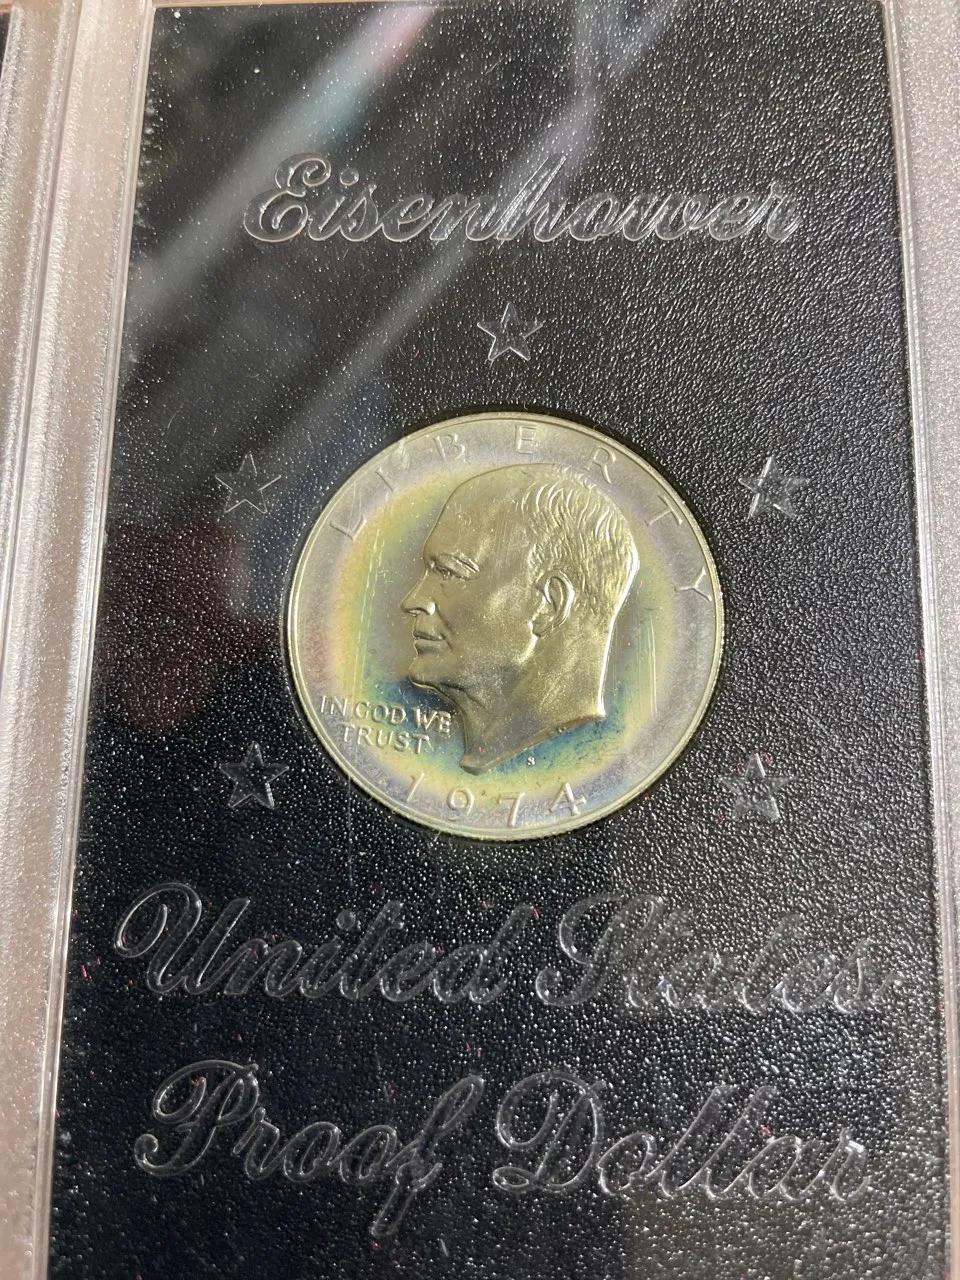 Eisenhower
LIBERTY
IN GOD WE
TRUST
S
1974
United States
Proof Dollar